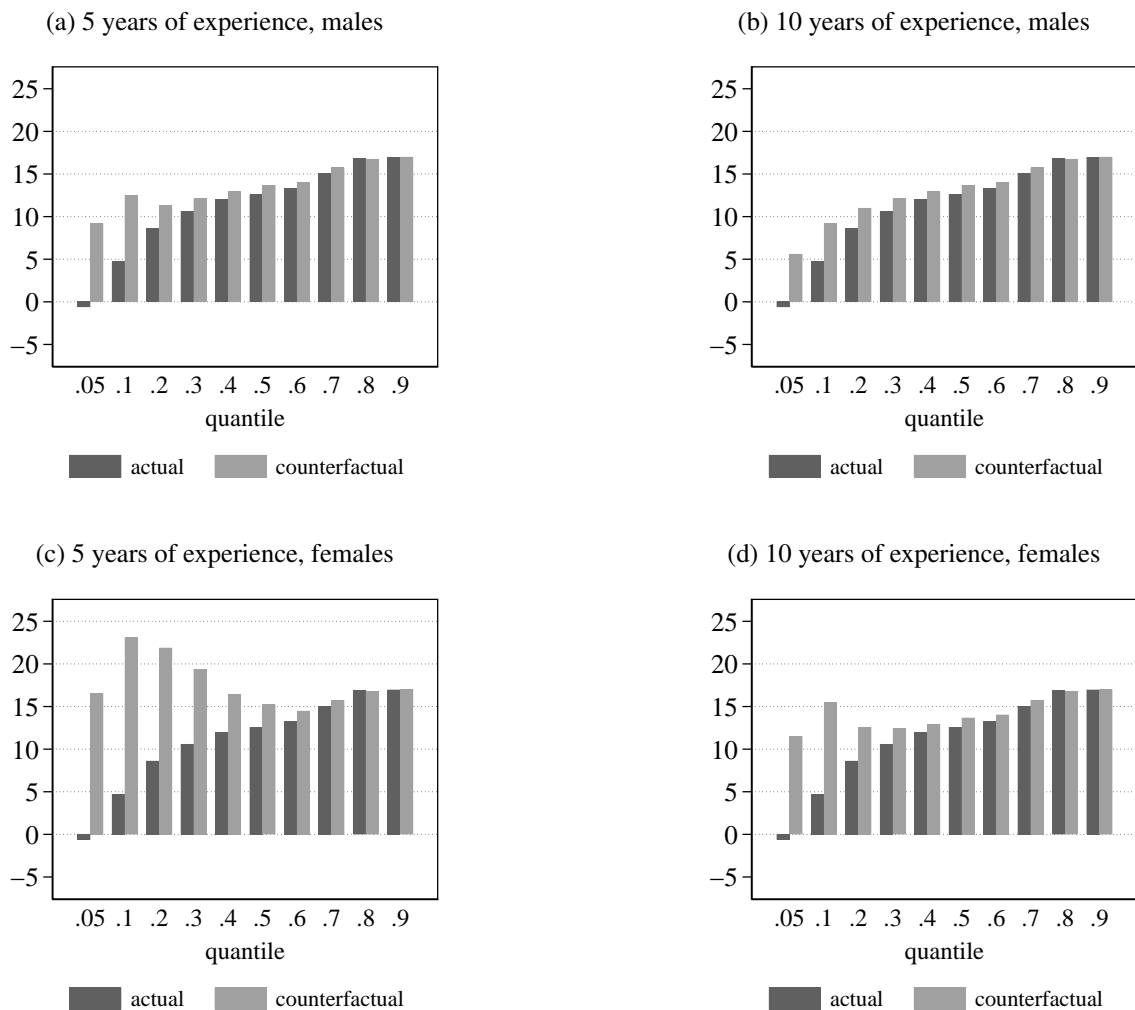 (a) 5 years of experience, males
25
20
15
10
5
0
−5
.05 .1 .2 .3 .4 .5 .6 .7 .8 .9
quantile
actual counterfactual
(b) 10 years of experience, males
25
20
15
10
5
0
−5
.05 .1 .2 .3 .4 .5 .6 .7 .8 .9
quantile
actual counterfactual
(c) 5 years of experience, females
25
20
15
10
5
0
−5
.05 .1 .2 .3 .4 .5 .6 .7 .8 .9
quantile
actual counterfactual
(d) 10 years of experience, females
25
20
15
10
5
0
−5
.05 .1 .2 .3 .4 .5 .6 .7 .8 .9
quantile
actual counterfactual